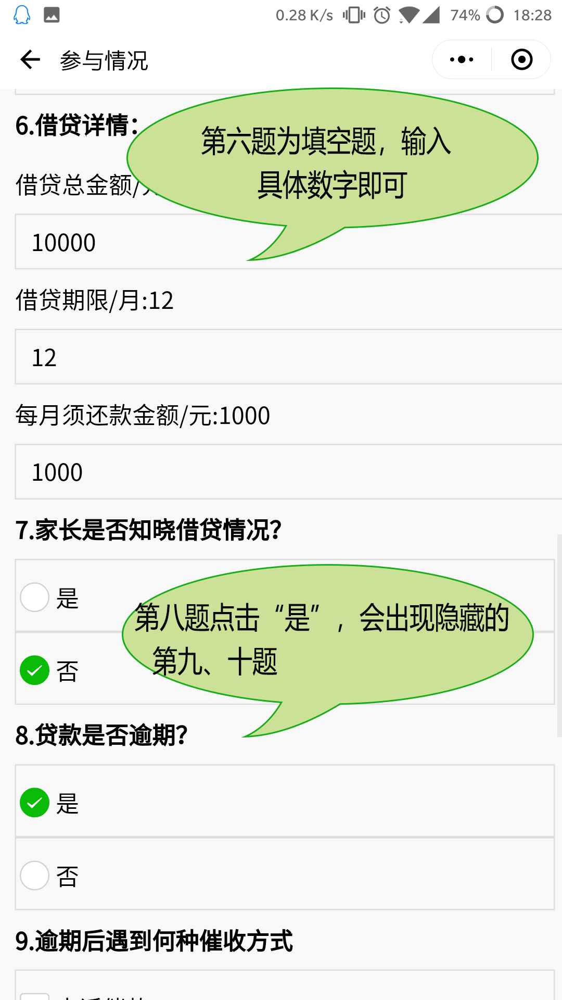 0.28 K/s 74% 18:28
参与情况
6.借贷详情：
第六题为填空题，输入
具体数字即可
借贷总金额/
10000
借贷期限/月:12
12
每月须还款金额/元:1000
1000
7.家长是否知晓借贷情况?
是
第八题点击“是”，会出现隐藏的
第九、十题
否
8.贷款是否逾期?
是
否
9.逾期后遇到何种催收方式